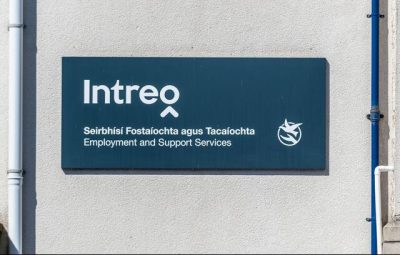 Intreo
Seirbhísí Fostaíochta agus Tacaíochta
Employment and Support Services